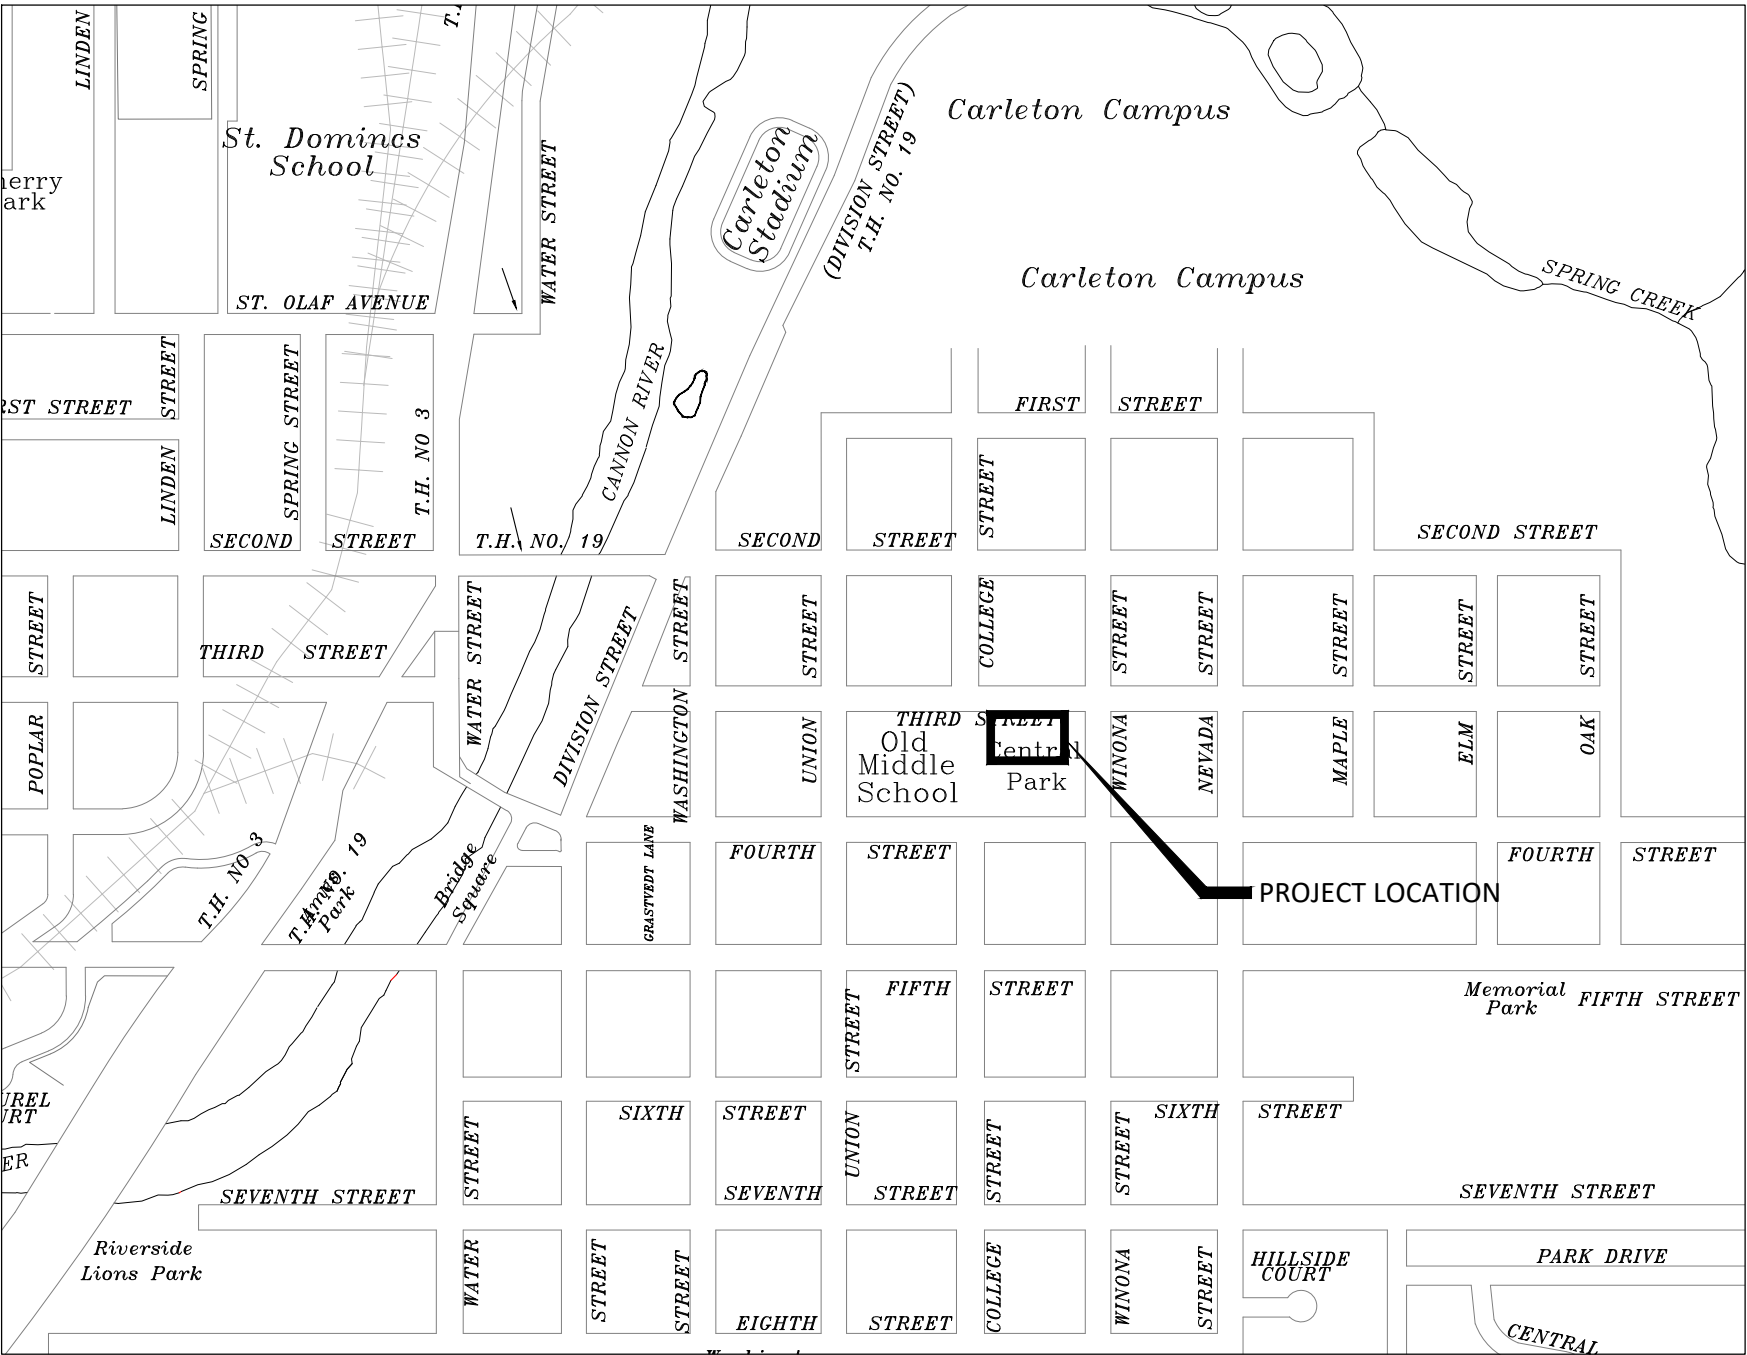 LINDEN
SPRING
T.H.
St. Domincs
School
herry
ark
WATER STREET
Carleton
Stadium
(DIVISION STREET)
T.H. NO. 19
Carleton Campus
Carleton Campus
SPRING CREEK
ST. OLAF AVENUE
RST STREET
LINDEN STREET
SPRING STREET
T.H. NO 3
CANNON RIVER
FIRST STREET
SECOND STREET
T.H. NO. 19
SECOND STREET
SECOND STREET
COLLEGE STREET
POPLAR STREET
THIRD STREET
WATER STREET
DIVISION STREET
WASHINGTON STREET
UNION STREET
THIRD STREET
Old
Middle
School
Central
Park
WINONA STREET
NEVADA STREET
MAPLE STREET
ELM STREET
OAK STREET
T.H. NO 3
T.H. NO. 19
Ames
Park
Bridge
Square
GRASTVEDT LANE
FOURTH STREET
FOURTH STREET
PROJECT LOCATION
FIFTH STREET
Memorial
Park
FIFTH STREET
UREL
URT
ER
SIXTH STREET
SIXTH STREET
UNION STREET
WATER STREET
COLLEGE STREET
WINONA STREET
SEVENTH STREET
SEVENTH STREET
SEVENTH STREET
Riverside
Lions Park
STREET
STREET
STREET
HILLSIDE
COURT
PARK DRIVE
EIGHTH STREET
CENTRAL